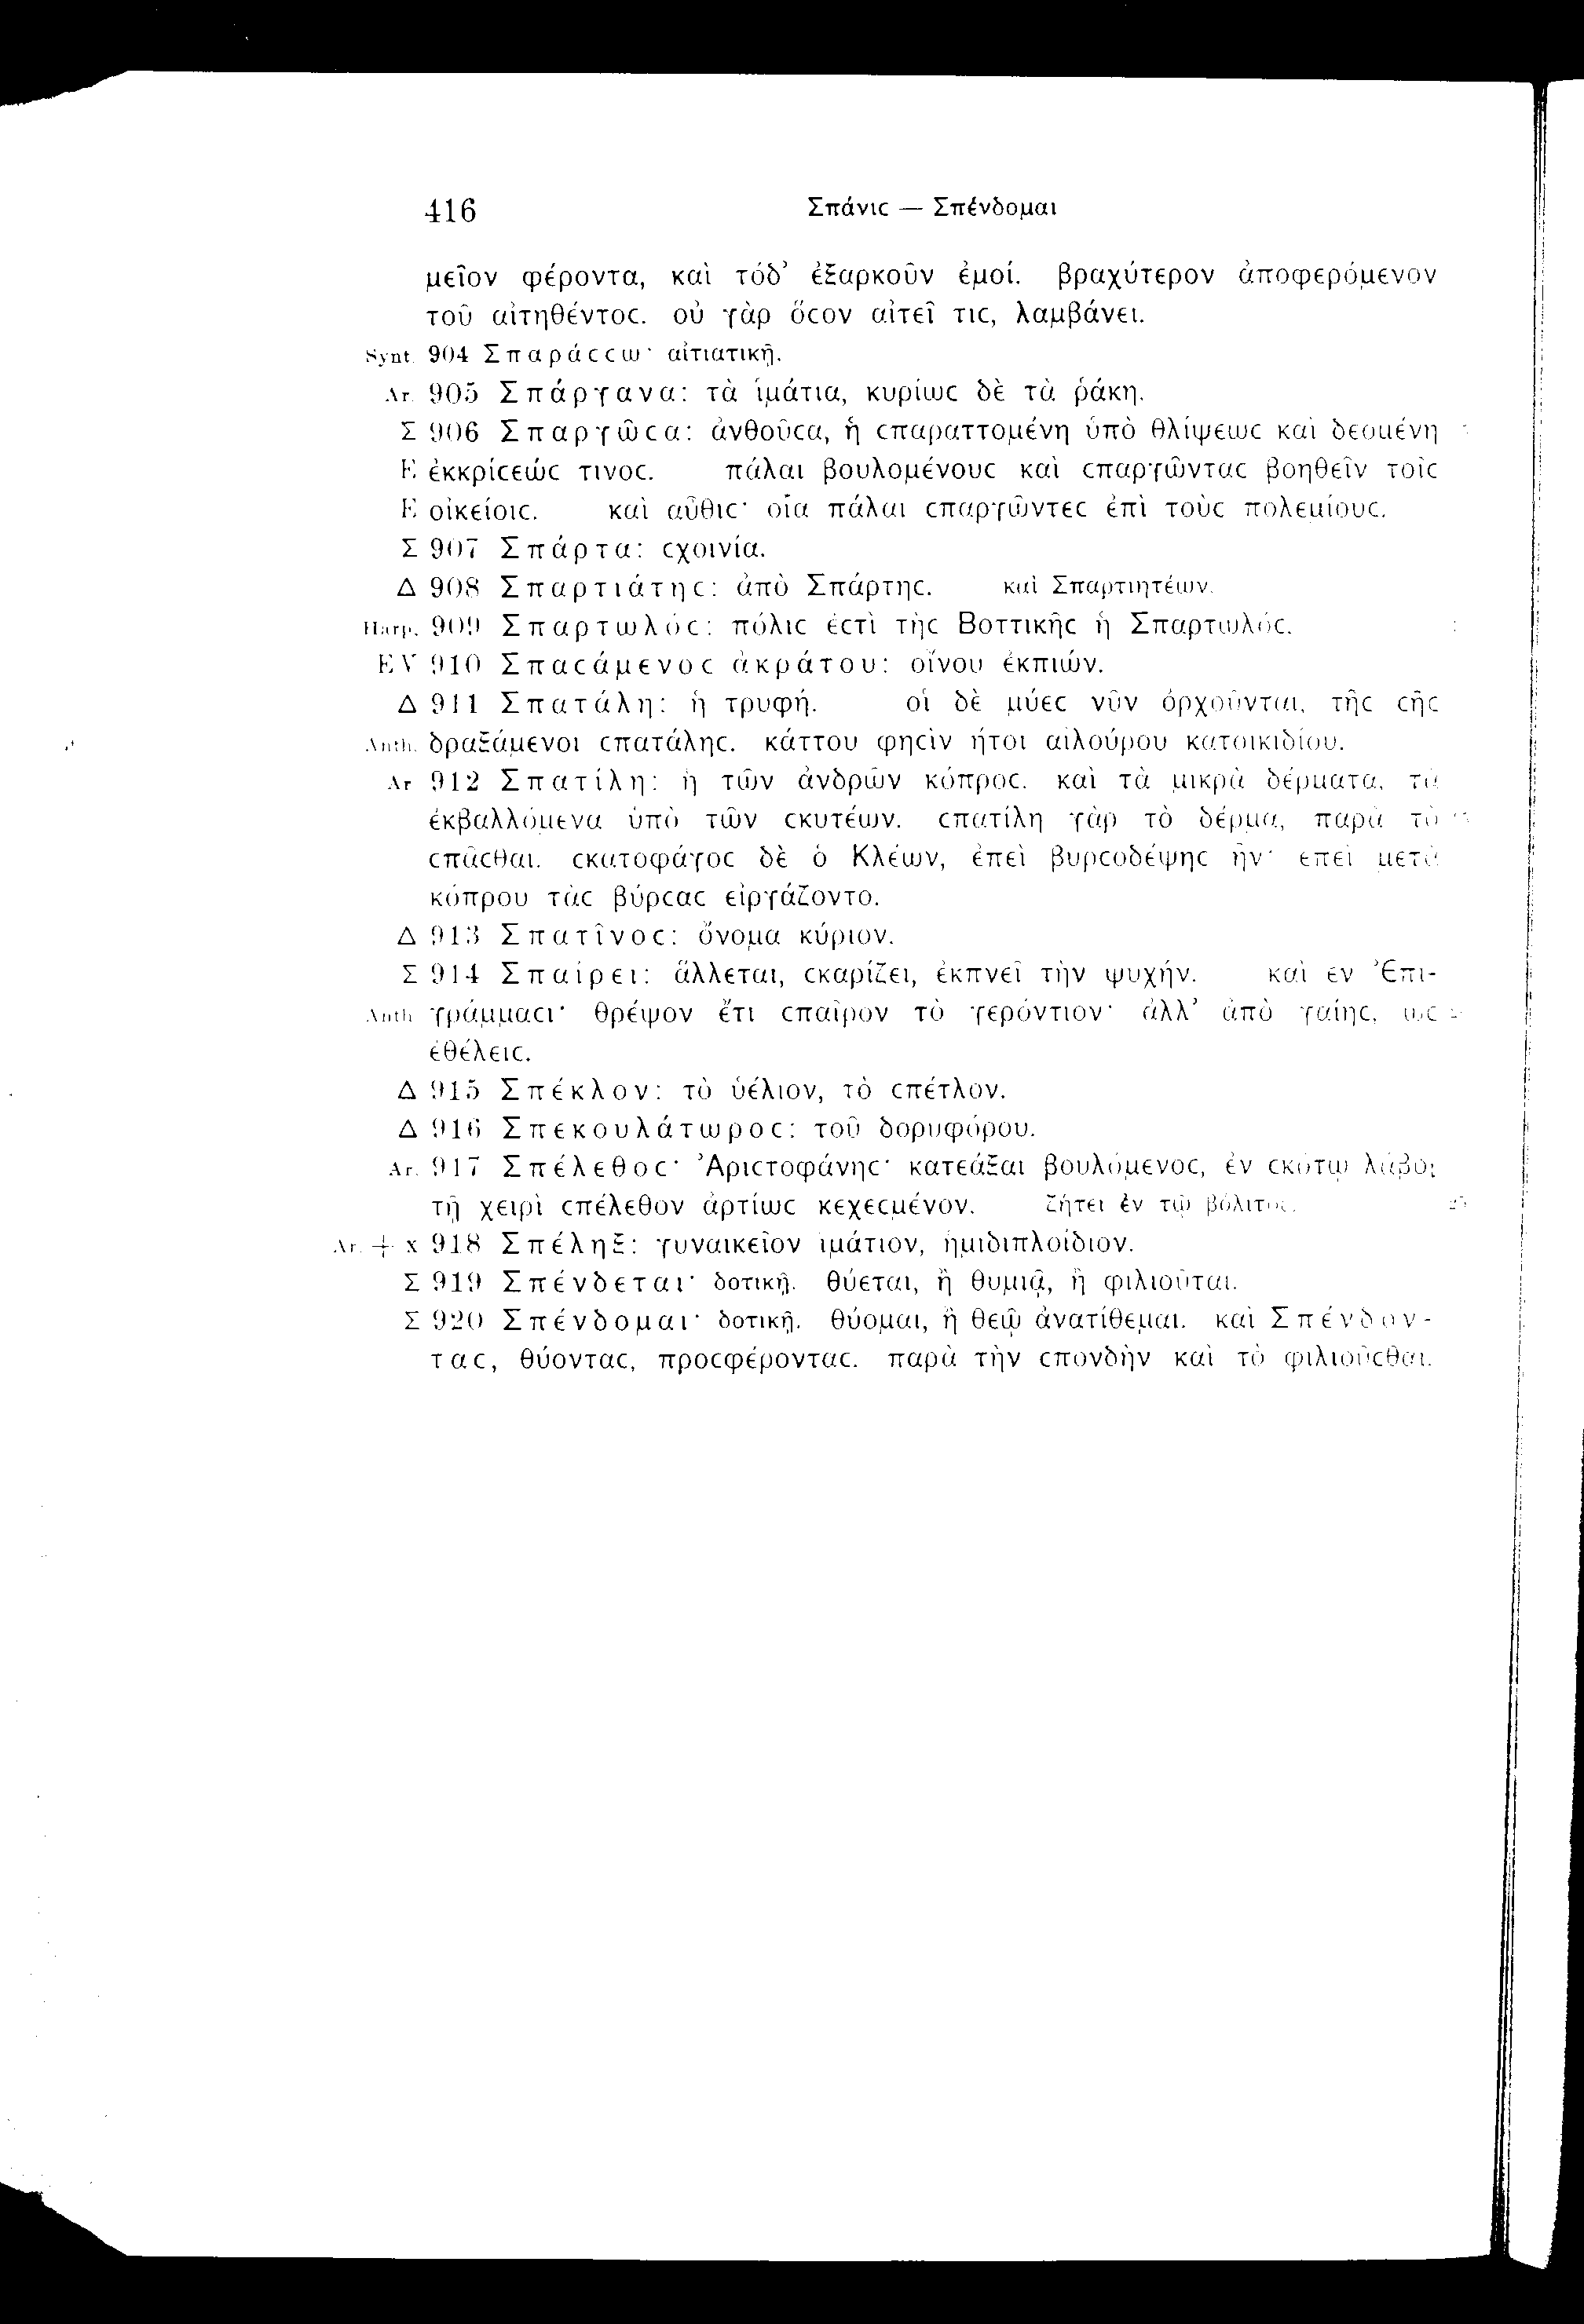 416 Σπάνιϲ — Σπένδομαι
μεῖον φέροντα, καὶ τόδ’ ἐξαρκοῦν ἐμοί. βραχύτερον ἀποφερόμενον
τοῦ αἰτηθέντοϲ. οὐ γὰρ ὅϲον αἰτεῖ τιϲ, λαμβάνει.
Synt. 904 Σπαράϲϲω· αἰτιατικῇ.
Ar. 905 Σπάργανα: τὰ ἱμάτια, κυρίωϲ δὲ τὰ ῥάκη.
Σ 906 Σπαργῶϲα: ἀνθοῦϲα, ἡ ϲπαραττομένη ὑπὸ θλίψεωϲ καὶ δεομένη
E ἐκκρίϲεώϲ τινοϲ. πάλαι βουλομένουϲ καὶ ϲπαργῶνταϲ βοηθεῖν τοῖϲ
E οἰκείοιϲ. καὶ αὖθιϲ· οἷα πάλαι ϲπαργῶντεϲ ἐπὶ τοὺϲ πολεμίουϲ.
Σ 907 Σπάρτα: ϲχοινία.
Δ 908 Σπαρτιάτηϲ: ἀπὸ Σπάρτηϲ. καὶ Σπαρτιητέων.
Harp. 909 Σπαρτωλόϲ: πόλιϲ ἐϲτὶ τῆϲ Βοττικῆϲ ἡ Σπαρτωλόϲ.
EV 910 Σπαϲάμενοϲ ἀκράτου: οἴνου ἐκπιών.
Δ 911 Σπατάλη: ἡ τρυφή. οἱ δὲ μύεϲ νῦν ὀρχοῦνται, τῆϲ ϲῆϲ
Anth. δραξάμενοι ϲπατάληϲ. κάττου φηϲὶν ἤτοι αἰλούρου κατοικιδίου.
Ar 912 Σπατίλη: ἡ τῶν ἀνδρῶν κόπροϲ. καὶ τὰ μικρὰ δέρματα, τὰ
ἐκβαλλόμενα ὑπὸ τῶν ϲκυτέων. ϲπατίλη γὰρ τὸ δέρμα, παρὰ τὸ
ϲπᾶϲθαι. ϲκατοφάγοϲ δὲ ὁ Κλέων, ἐπεὶ βυρϲοδέψηϲ ἦν· ἐπεὶ μετὰ
κόπρου τὰϲ βύρϲαϲ εἰργάζοντο.
Δ 913 Σπατῖνοϲ: ὄνομα κύριον.
Σ 914 Σπαίρει: ἅλλεται, ϲκαρίζει, ἐκπνεῖ τὴν ψυχήν. καὶ ἐν Ἐπι-
Anth γράμμαϲι· θρέψον ἔτι ϲπαῖρον τὸ γερόντιον· ἀλλ’ ἀπὸ γαίηϲ, ὡϲ
ἐθέλειϲ.
Δ 915 Σπέκλον: τὸ ὑέλιον, τὸ ϲπέτλον.
Δ 916 Σπεκουλάτωροϲ: τοῦ δορυφόρου.
Ar. 917 Σπέλεθοϲ· Ἀριϲτοφάνηϲ· κατεάξαι βουλόμενοϲ, ἐν ϲκότῳ λάβοι
τῇ χειρὶ ϲπέλεθον ἀρτίωϲ κεχεϲμένον. ζήτει ἐν τῷ βόλιτοϲ.
Ar. + x 918 Σπέληξ: γυναικεῖον ἱμάτιον, ἡμιδιπλοίδιον.
Σ 919 Σπένδεται· δοτικῇ. θύεται, ἢ θυμιᾷ, ἢ φιλιοῦται.
Σ 920 Σπένδομαι· δοτικῇ. θύομαι, ἢ θεῷ ἀνατίθεμαι. καὶ Σπένδον-
ταϲ, θύονταϲ, προϲφέρονταϲ. παρὰ τὴν ϲπονδὴν καὶ τὸ φιλιοῦϲθαι.